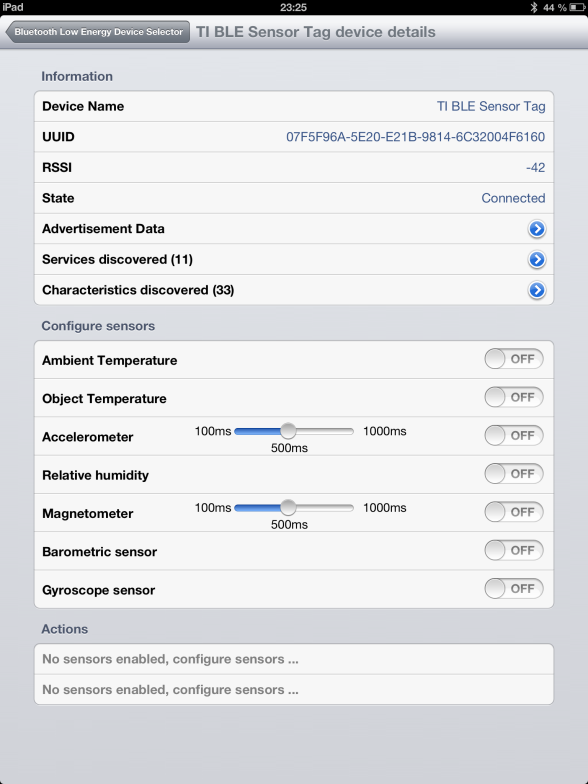 iPad 23:25 44 %
Bluetooth Low Energy Device Selector TI BLE Sensor Tag device details
Information
Device Name TI BLE Sensor Tag
UUID 07F5F96A-5E20-E21B-9814-6C32004F6160
RSSI -42
State Connected
Advertisement Data
Services discovered (11)
Characteristics discovered (33)
Configure sensors
Ambient Temperature OFF
Object Temperature OFF
Accelerometer 100ms 1000ms OFF
500ms
Relative humidity OFF
Magnetometer 100ms 1000ms OFF
500ms
Barometric sensor OFF
Gyroscope sensor OFF
Actions
No sensors enabled, configure sensors ...
No sensors enabled, configure sensors ...